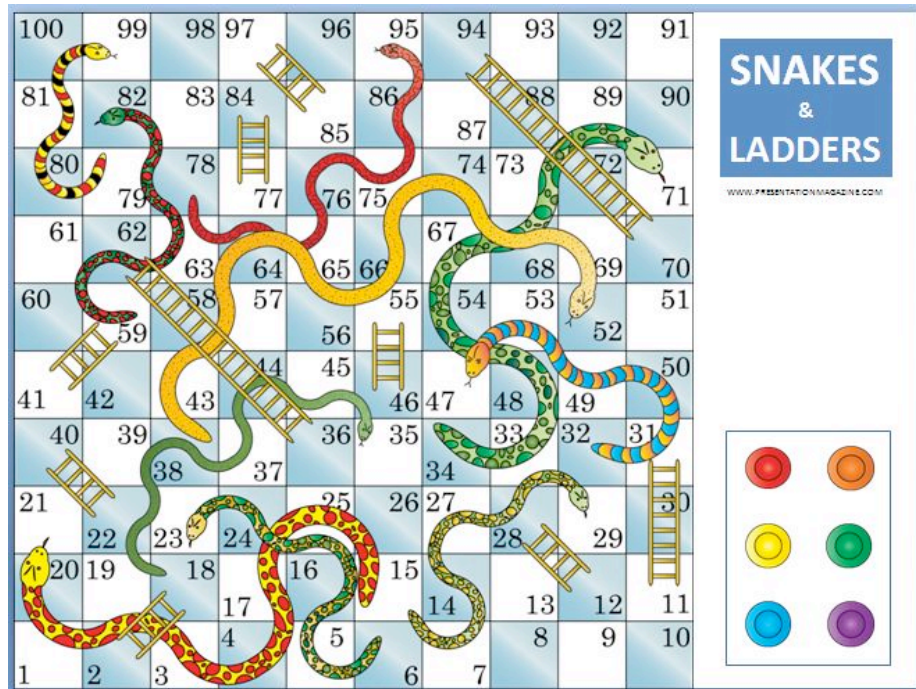 100 99 98 97 96 95 94 93 92 91
81 82 83 84 85 86 87 88 89 90
80 79 78 77 76 75 74 73 72 71
61 62 63 64 65 66 67 68 69 70
60 59 58 57 56 55 54 53 52 51
41 42 43 44 45 46 47 48 49 50
40 39 38 37 36 35 34 33 32 31
21 22 23 24 25 26 27 28 29 30
20 19 18 17 16 15 14 13 12 11
1 2 3 4 5 6 7 8 9 10
SNAKES
&
LADDERS
WWW.PRESENTATIONMAGAZINE.COM